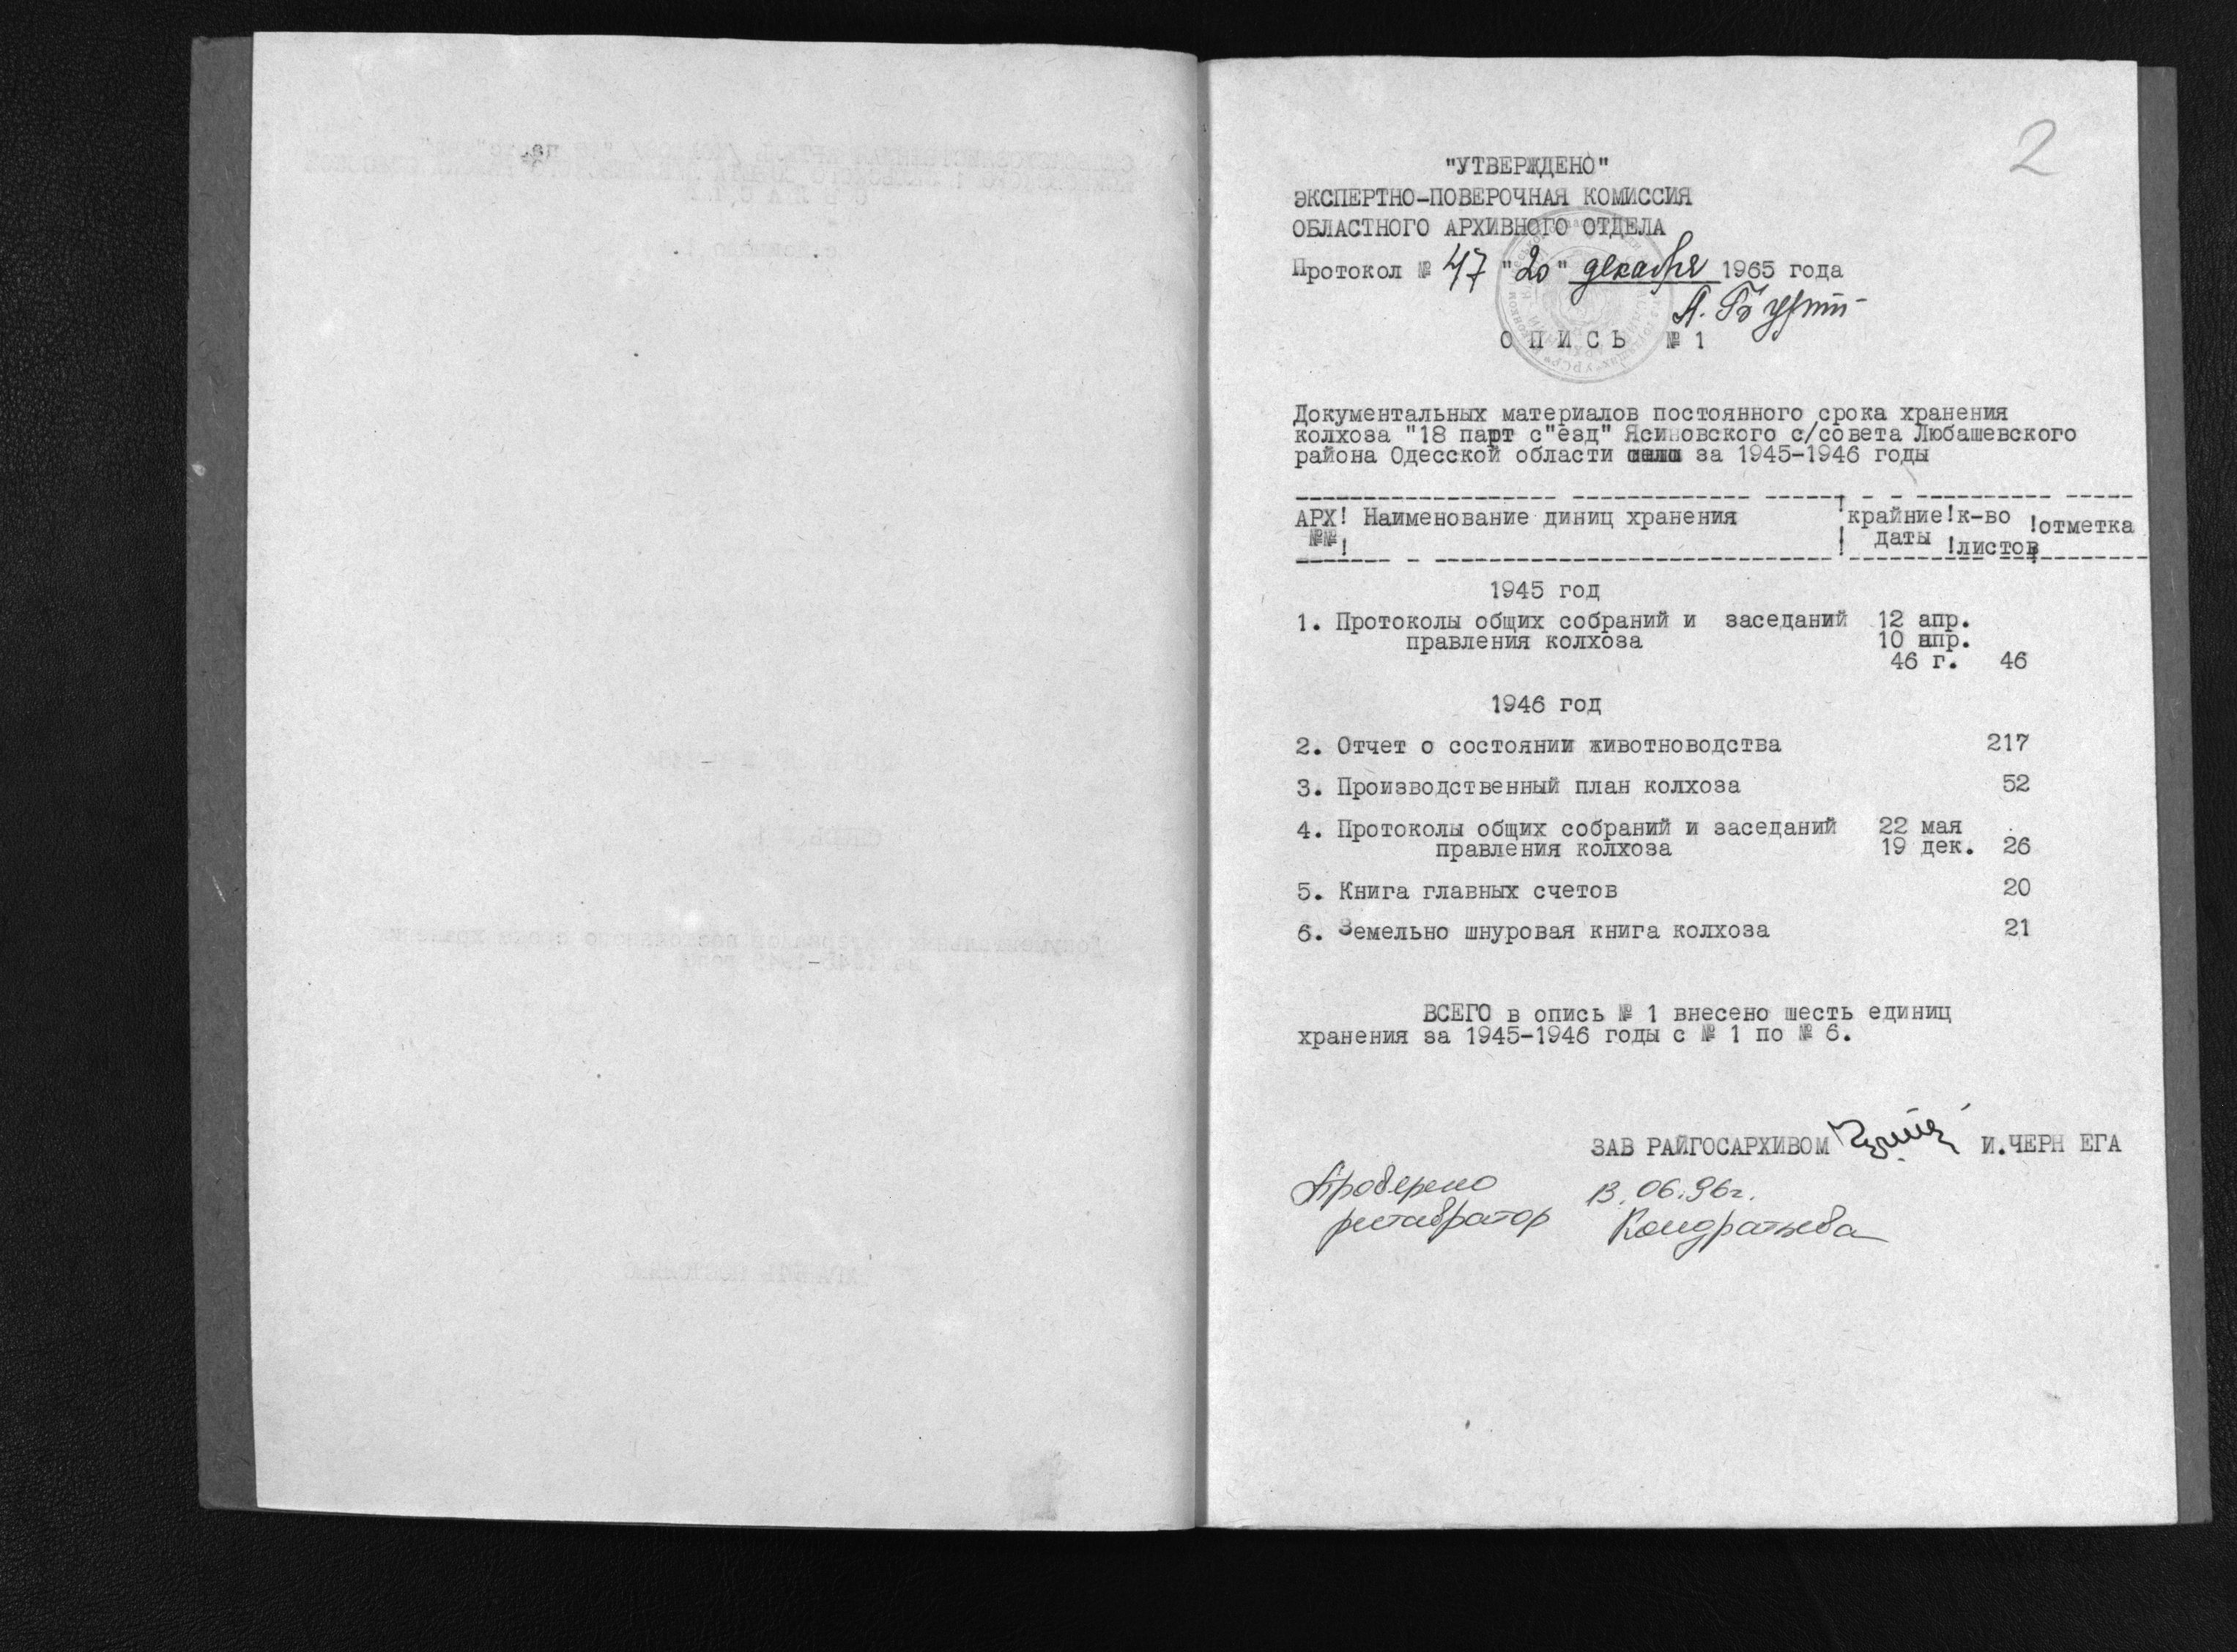 2
"УТВЕРЖДЕНО"
ЭКСПЕРТНО-ПОВЕРОЧНАЯ КОМИССИЯ
ОБЛАСТНОГО АРХИВНОГО ОТДЕЛА
Протокол № 47 "20" декабря 1965 года
О П И С Ь № 1
Документальных материалов постоянного срока хранения
колхоза "18 парт с"езд" Ясиновского с/совета Любашевского
района Одесской области за 1945-1946 годы
АРХ! Наименование диниц хранения !крайние!к-во !отметка
№№ ! ! даты !листов
1945 год
1. Протоколы общих собраний и заседаний 12 апр.
правления колхоза 10 апр.
46 г. 46
1946 год
2. Отчет о состоянии животноводства 217
3. Производственный план колхоза 52
4. Протоколы общих собраний и заседаний 22 мая
правления колхоза 19 дек. 26
5. Книга главных счетов 20
6. Земельно шнуровая книга колхоза 21
ВСЕГО в опись № 1 внесено шесть единиц
хранения за 1945-1946 годы с № 1 по № 6.
ЗАВ РАЙГОСАРХИВОМ И.ЧЕРН ЕГА
Проверено 13.06.96г.
реставратор Кондратьева